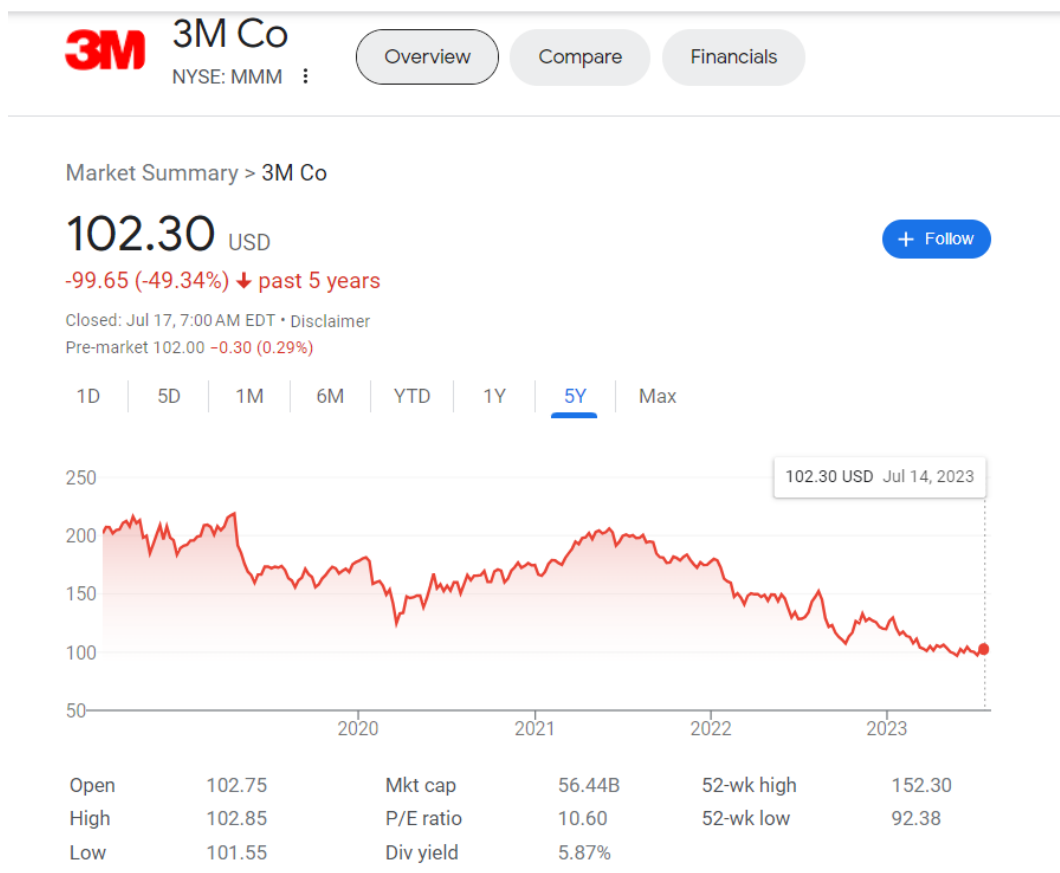 3M
3M Co
NYSE: MMM
Overview
Compare
Financials
Market Summary > 3M Co
102.30 USD
+ Follow
-99.65 (-49.34%) ↓ past 5 years
Closed: Jul 17, 7:00 AM EDT • Disclaimer
Pre-market 102.00 −0.30 (0.29%)
1D 5D 1M 6M YTD 1Y 5Y Max
102.30 USD Jul 14, 2023
250
200
150
100
50
2020 2021 2022 2023
Open 102.75 Mkt cap 56.44B 52-wk high 152.30
High 102.85 P/E ratio 10.60 52-wk low 92.38
Low 101.55 Div yield 5.87%